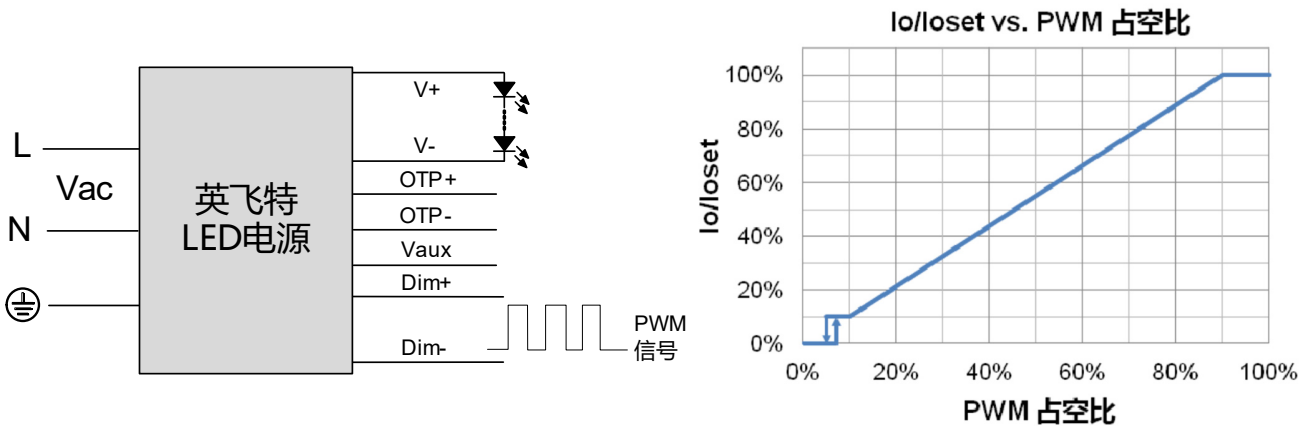 L
Vac
N
英飞特
LED电源
V+
V-
OTP+
OTP-
Vaux
Dim+
Dim-
PWM
信号
Io/Ioset vs. PWM 占空比
Io/Ioset
100%
80%
60%
40%
20%
0%
0% 20% 40% 60% 80% 100%
PWM 占空比